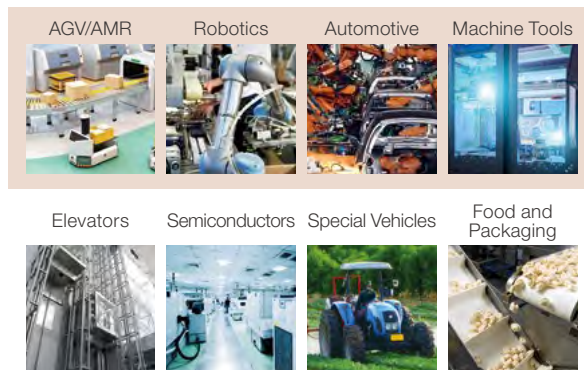 AGV/AMR
Robotics
Automotive
Machine Tools
Elevators
Semiconductors
Special Vehicles
Food and
Packaging